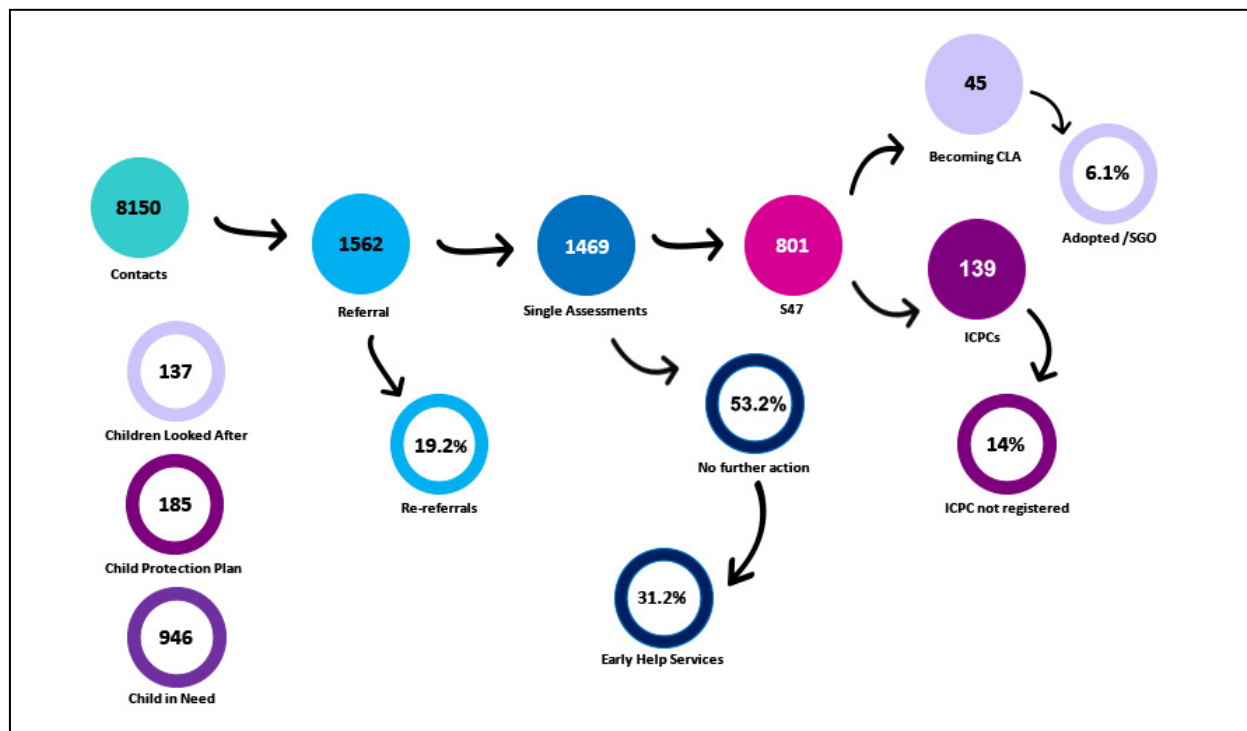 45
Becoming CLA
6.1%
Adopted /SGO
8150
Contacts
1562
Referral
1469
Single Assessments
801
S47
139
ICPCs
137
Children Looked After
19.2%
Re-referrals
53.2%
No further action
14%
ICPC not registered
185
Child Protection Plan
31.2%
Early Help Services
946
Child in Need